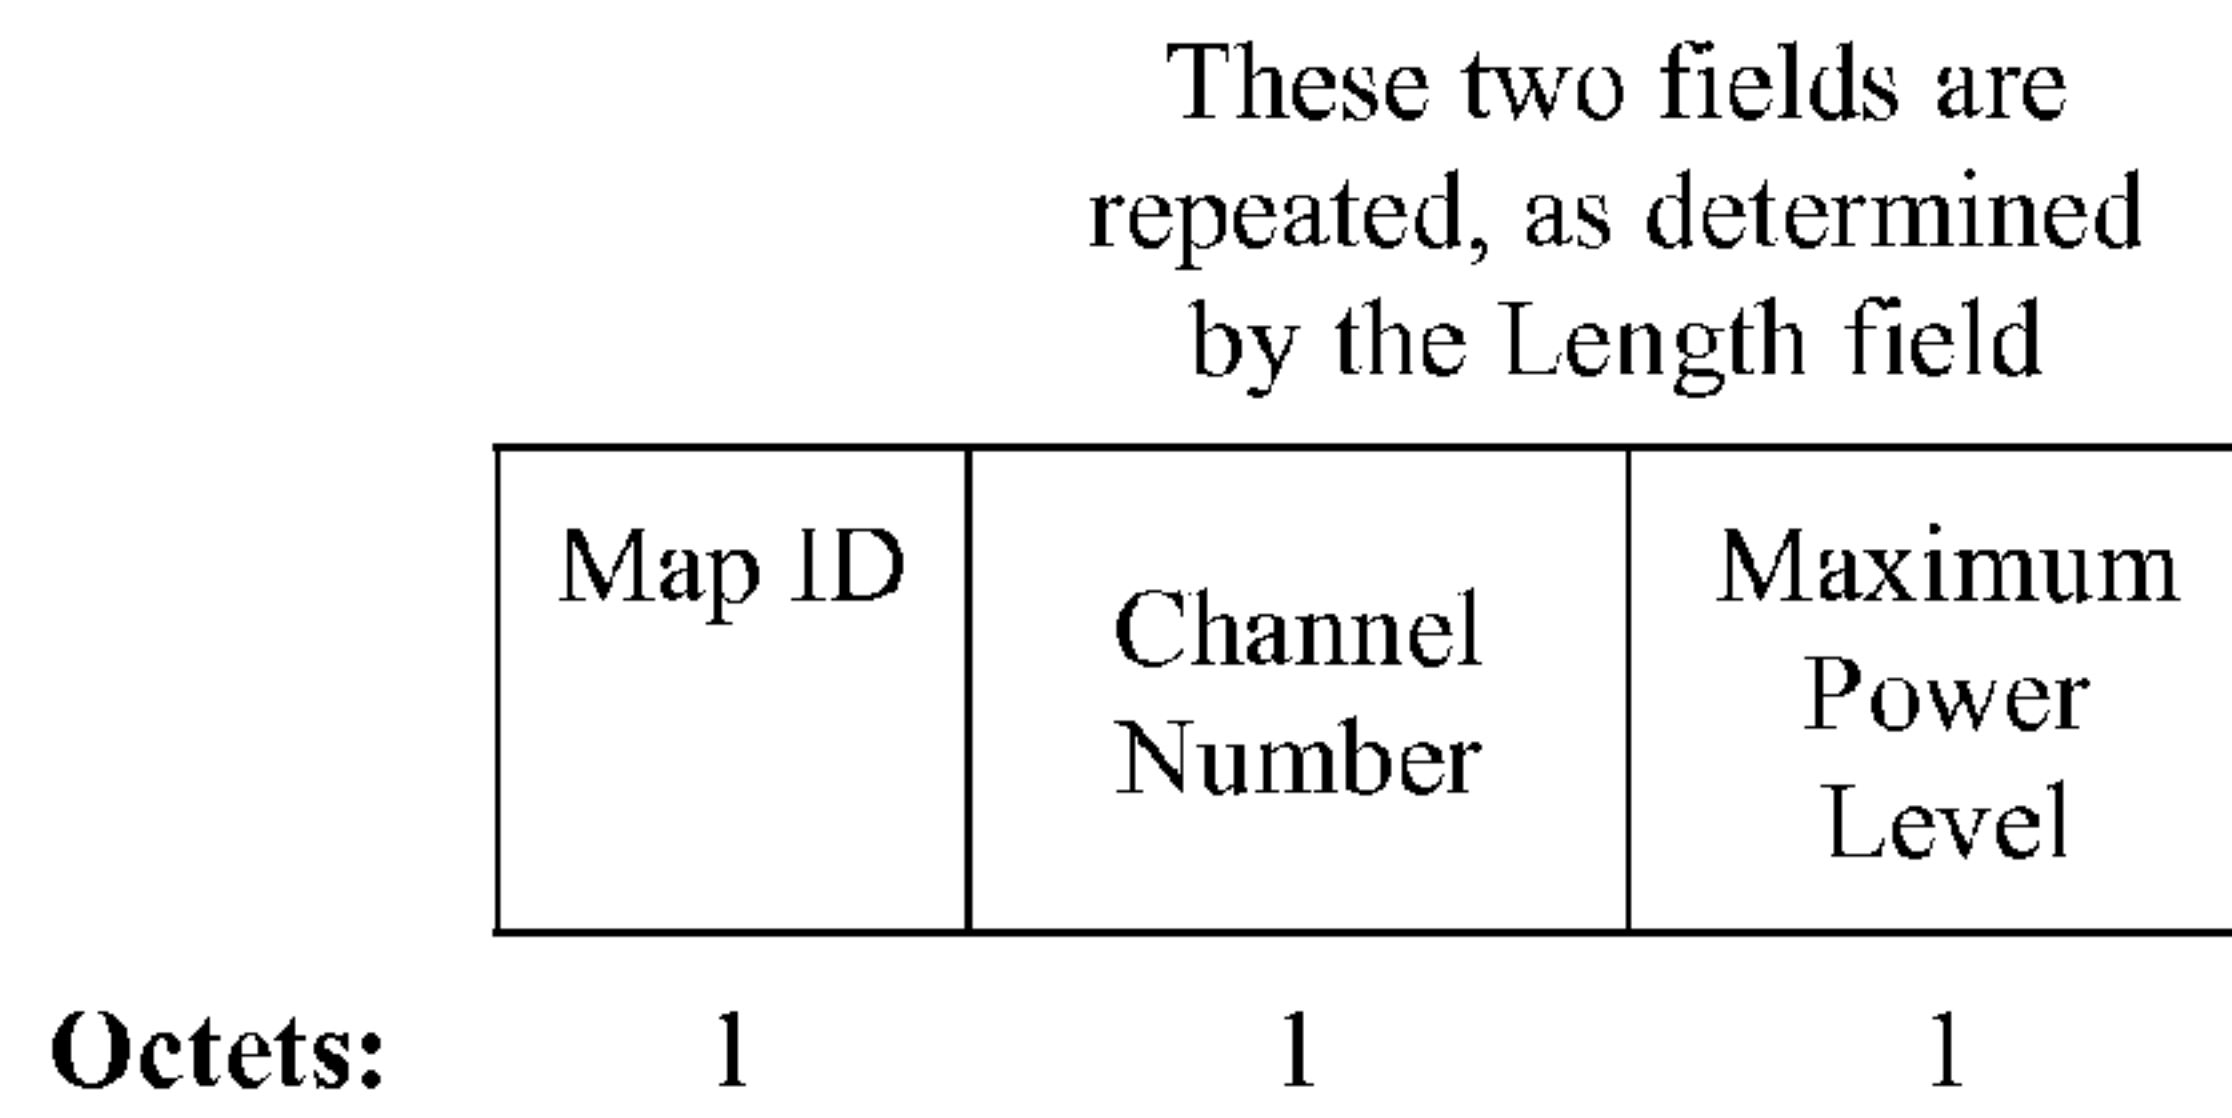 These two fields are
repeated, as determined
by the Length field
Map ID
Channel
Number
Maximum
Power
Level
Octets: 1 1 1